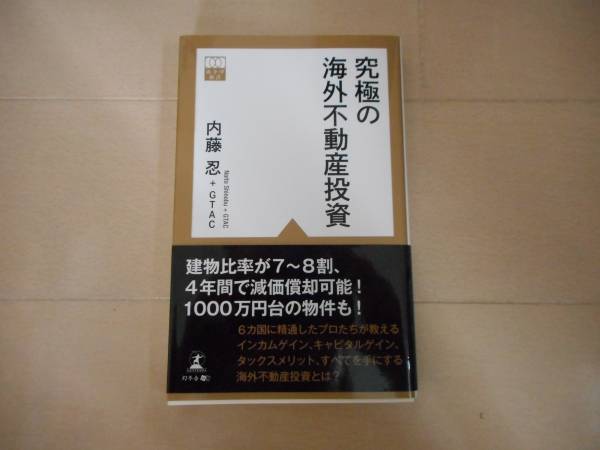 究極の
海外不動産投資
内藤 忍 + GTAC
Naito Shinobu + GTAC
建物比率が7〜8割、
4年間で減価償却可能!
1000万円台の物件も!
6カ国に精通したプロたちが教える
インカムゲイン、キャピタルゲイン、
タックスメリット、すべてを手にする
海外不動産投資とは?
幻冬舎